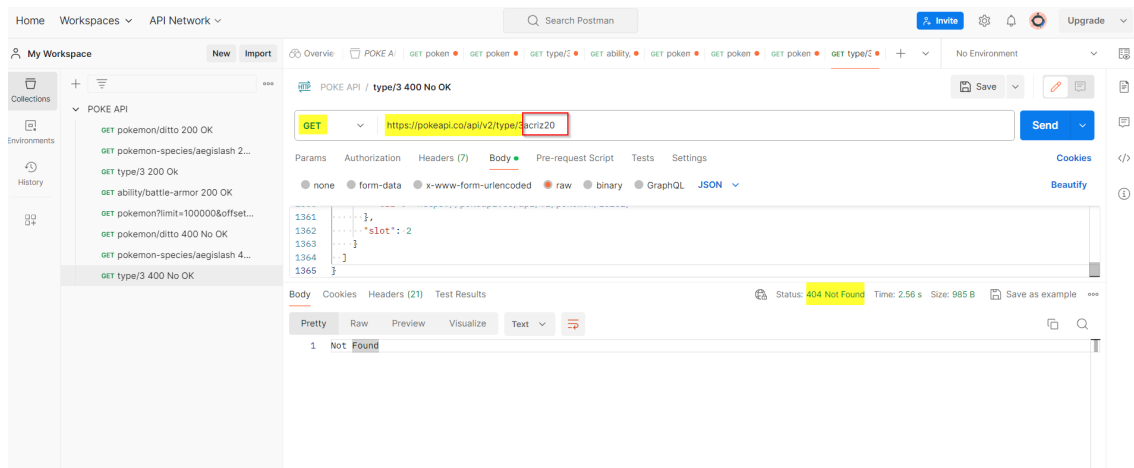 Home Workspaces API Network Search Postman Invite Upgrade
My Workspace New Import Overvie POKE A GET poken GET poken GET type/3 GET ability, GET poken GET poken GET poken GET type/3 No Environment
Collections
Environments
History
POKE API
GET pokemon/ditto 200 OK
GET pokemon-species/aegislash 2...
GET type/3 200 Ok
GET ability/battle-armor 200 OK
GET pokemon?limit=100000&offset...
GET pokemon/ditto 400 No OK
GET pokemon-species/aegislash 4...
GET type/3 400 No OK
HTTP POKE API / type/3 400 No OK Save
GET https://pokeapi.co/api/v2/type/3acriz20 Send
Params Authorization Headers (7) Body Pre-request Script Tests Settings Cookies
none form-data x-www-form-urlencoded raw binary GraphQL JSON Beautify
1361 },
1362 "slot": 2
1363 }
1364 ]
1365 }
Body Cookies Headers (21) Test Results Status: 404 Not Found Time: 2.56 s Size: 985 B Save as example
Pretty Raw Preview Visualize Text
1 Not Found